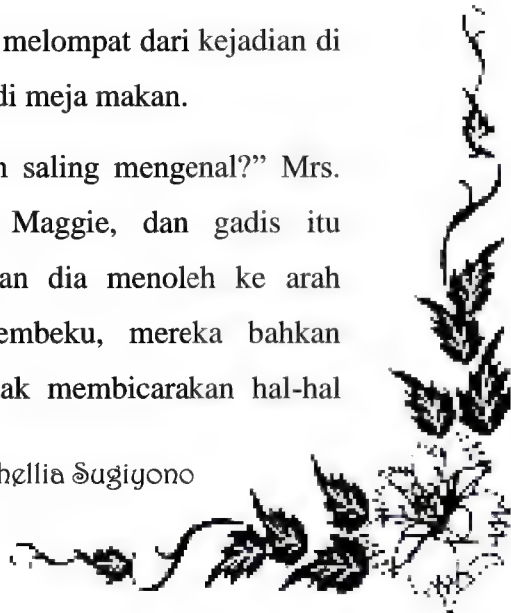 melompat dari kejadian di
di meja makan.
saling mengenal?” Mrs.
Maggie, dan gadis itu
an dia menoleh ke arah
embeku, mereka bahkan
ak membicarakan hal-hal
hellia Sugiyono